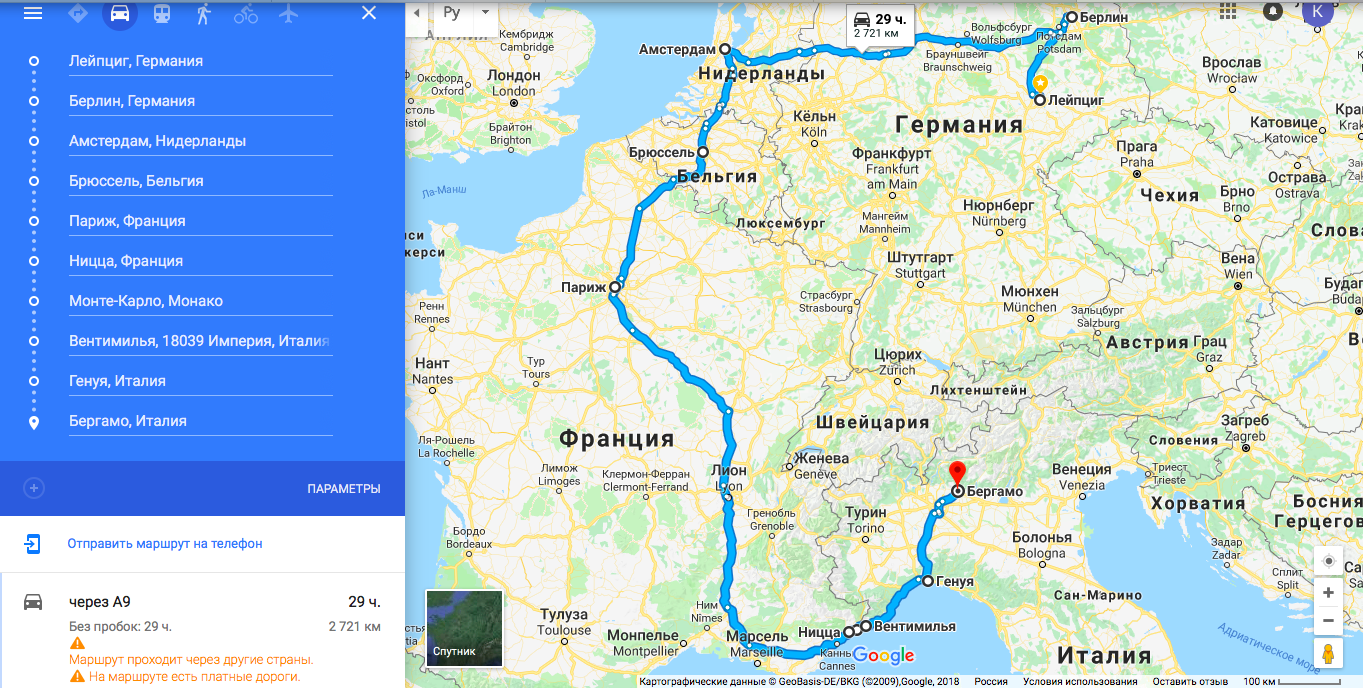 Лейпциг, Германия
Берлин, Германия
Амстердам, Нидерланды
Брюссель, Бельгия
Париж, Франция
Ницца, Франция
Монте-Карло, Монако
Вентимилья, 18039 Империя, Италия
Генуя, Италия
Бергамо, Италия
ПАРАМЕТРЫ
Отправить маршрут на телефон
через A9
29 ч.
Без пробок: 29 ч.
2 721 км
Маршрут проходит через другие страны.
На маршруте есть платные дороги.
Ру
K
29 ч.
2 721 км
Берлин
Кембридж
Cambridge
Амстердам
Вольфсбург
Wolfsburg
Потсдам
Potsdam
Брауншвейг
Braunschweig
Нидерланды
Оксфорд
Oxford
Лондон
London
Лейпциг
Вроцлав
Wrocław
Брайтон
Brighton
Кёльн
Köln
Германия
Катовице
Katowice
Брюссель
Бельгия
Франкфурт
Frankfurt
am Main
Прага
Praha
Острава
Ostrava
Ла-Манш
Чехия
Брно
Brno
Люксембург
Мангейм
Mannheim
Нюрнберг
Nürnberg
Штутгарт
Stuttgart
Вена
Wien
Париж
Страсбург
Strasbourg
Мюнхен
München
Зальцбург
Salzburg
Ренн
Rennes
Австрия
Грац
Graz
Нант
Nantes
Тур
Tours
Цюрих
Zürich
Лихтенштейн
Швейцария
Загреб
Zagreb
Словения
Ла-Рошель
La Rochelle
Франция
Лимож
Limoges
Клермон-Ферран
Clermont-Ferrand
Лион
Lyon
Женева
Genève
Бергамо
Венеция
Venezia
Триест
Trieste
Хорватия
Босния
Герцегов
Гренобль
Grenoble
Турин
Torino
Бордо
Bordeaux
Болонья
Bologna
Задар
Zadar
Генуя
Сплит
Split
Сан-Марино
Тулуза
Toulouse
Ним
Nîmes
Монпелье
Montpellier
Марсель
Marseille
Ницца
Вентимилья
Канны
Cannes
Италия
Адриатическое море
Спутник
Google
Картографические данные © GeoBasis-DE/BKG (©2009),Google, 2018 Россия Условия использования Оставить отзыв 100 км